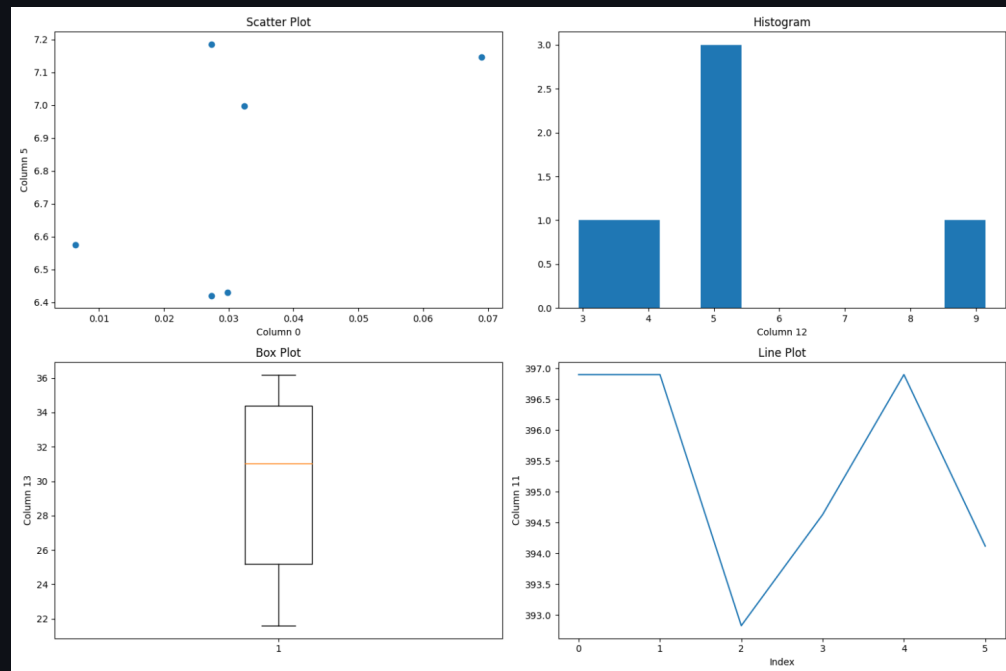 Scatter Plot
7.2
7.1
7.0
6.9
6.8
6.7
6.6
6.5
6.4
Column 5
0.01 0.02 0.03 0.04 0.05 0.06 0.07
Column 0
Histogram
3.0
2.5
2.0
1.5
1.0
0.5
0.0
3 4 5 6 7 8 9
Column 12
Box Plot
36
34
32
30
28
26
24
22
Column 13
1
Line Plot
397.0
396.5
396.0
395.5
395.0
394.5
394.0
393.5
393.0
Column 11
0 1 2 3 4 5
Index